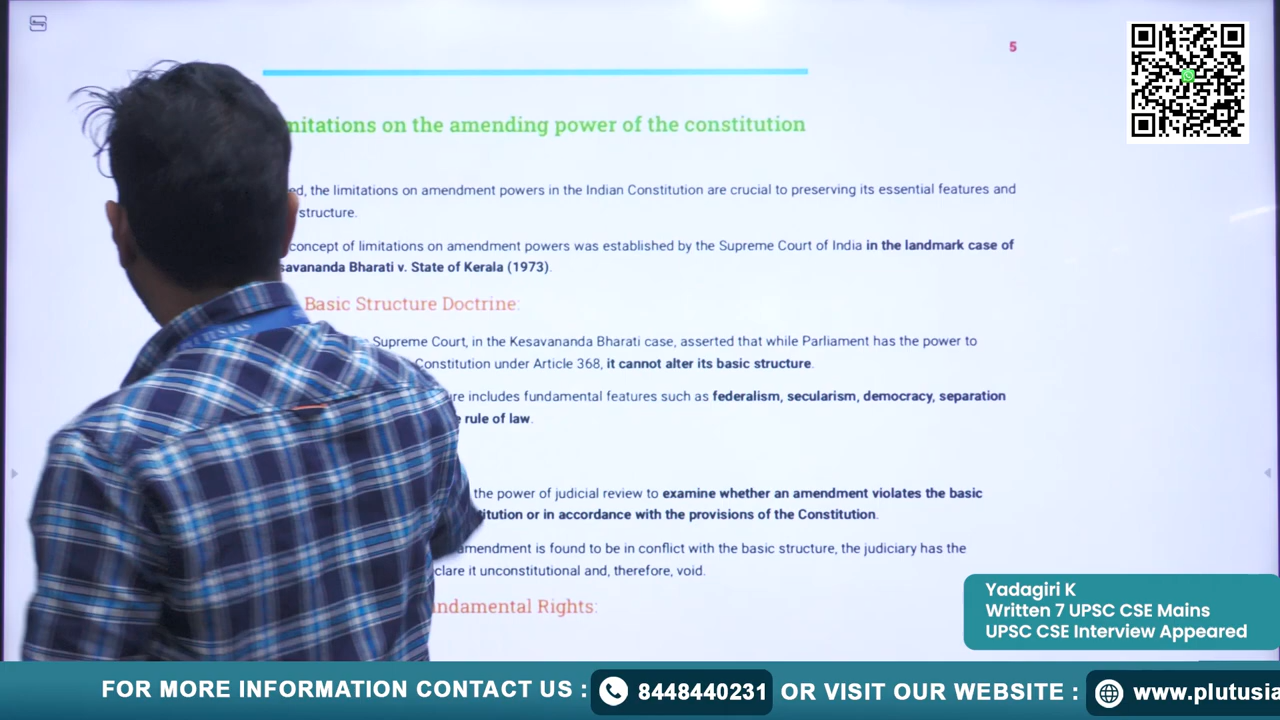 5
mitations on the amending power of the constitution
ed, the limitations on amendment powers in the Indian Constitution are crucial to preserving its essential features and
structure.
concept of limitations on amendment powers was established by the Supreme Court of India in the landmark case of
savananda Bharati v. State of Kerala (1973).
Basic Structure Doctrine:
Supreme Court, in the Kesavananda Bharati case, asserted that while Parliament has the power to
Constitution under Article 368, it cannot alter its basic structure.
re includes fundamental features such as federalism, secularism, democracy, separation
rule of law.
the power of judicial review to examine whether an amendment violates the basic
titution or in accordance with the provisions of the Constitution.
amendment is found to be in conflict with the basic structure, the judiciary has the
clare it unconstitutional and, therefore, void.
ndamental Rights:
Yadagiri K
Written 7 UPSC CSE Mains
UPSC CSE Interview Appeared
FOR MORE INFORMATION CONTACT US : 8448440231 OR VISIT OUR WEBSITE : www.plutusia